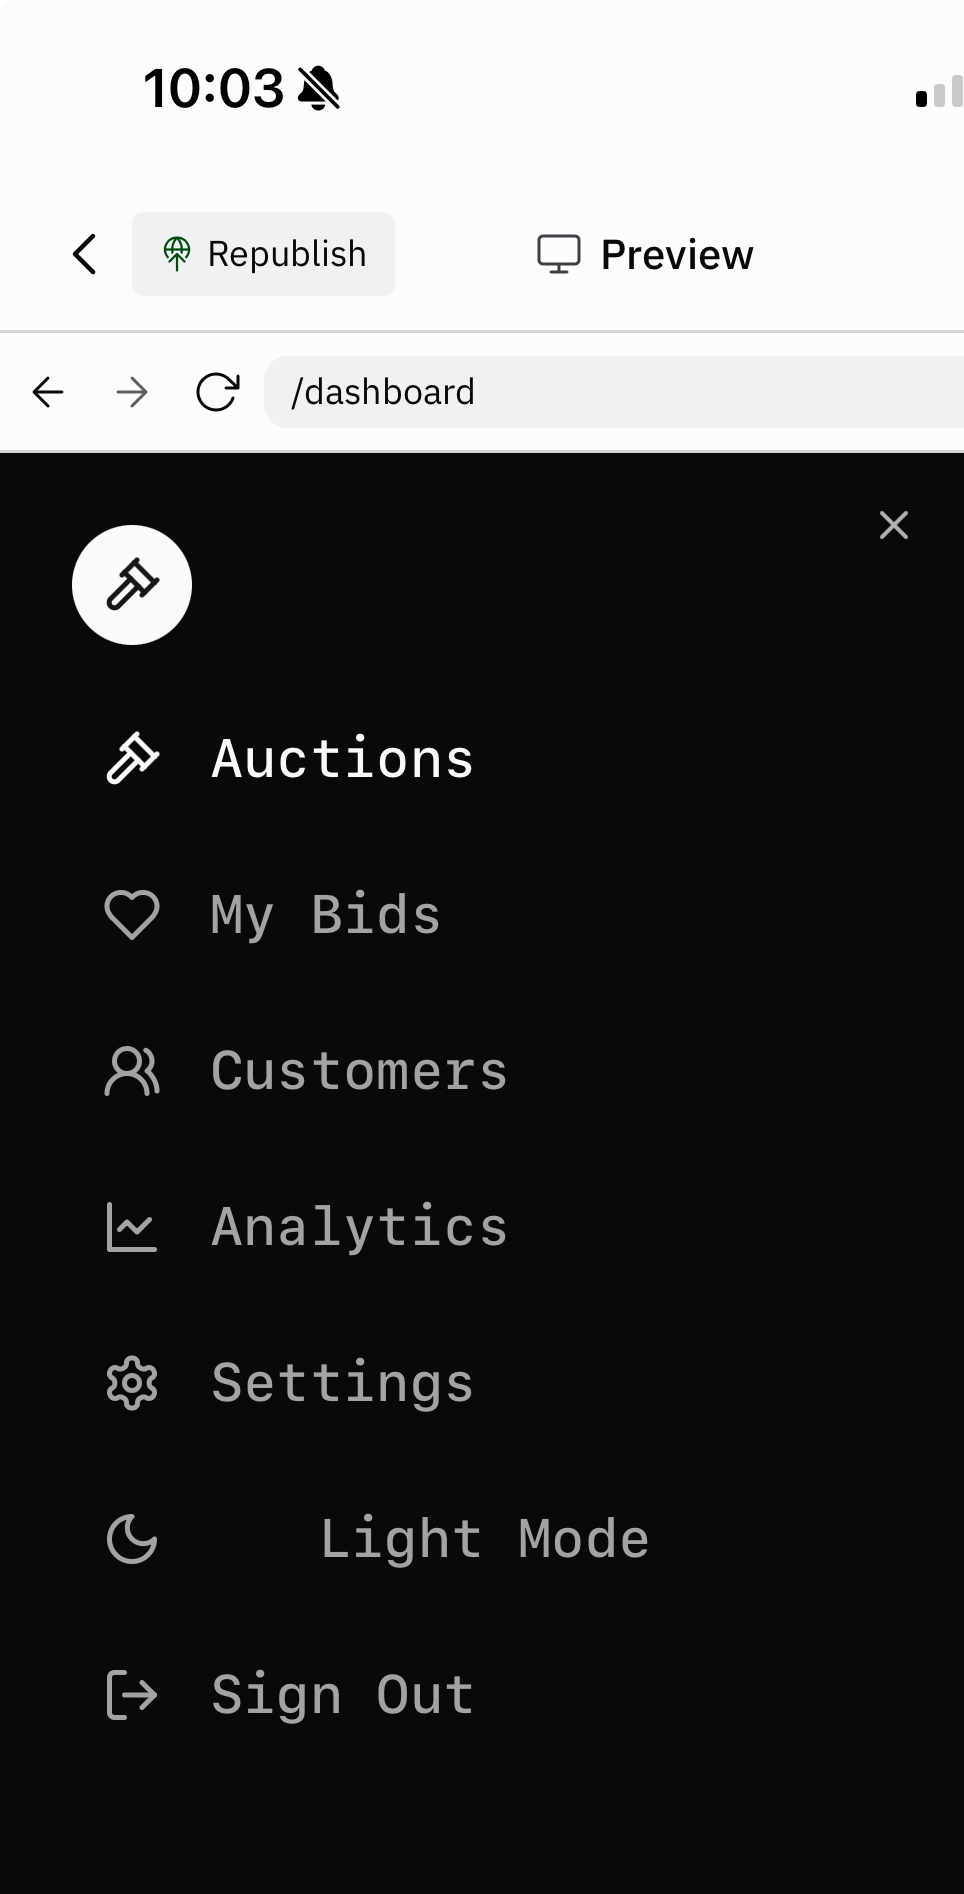 10:03
Republish
Preview
/dashboard
Auctions
My Bids
Customers
Analytics
Settings
Light Mode
Sign Out